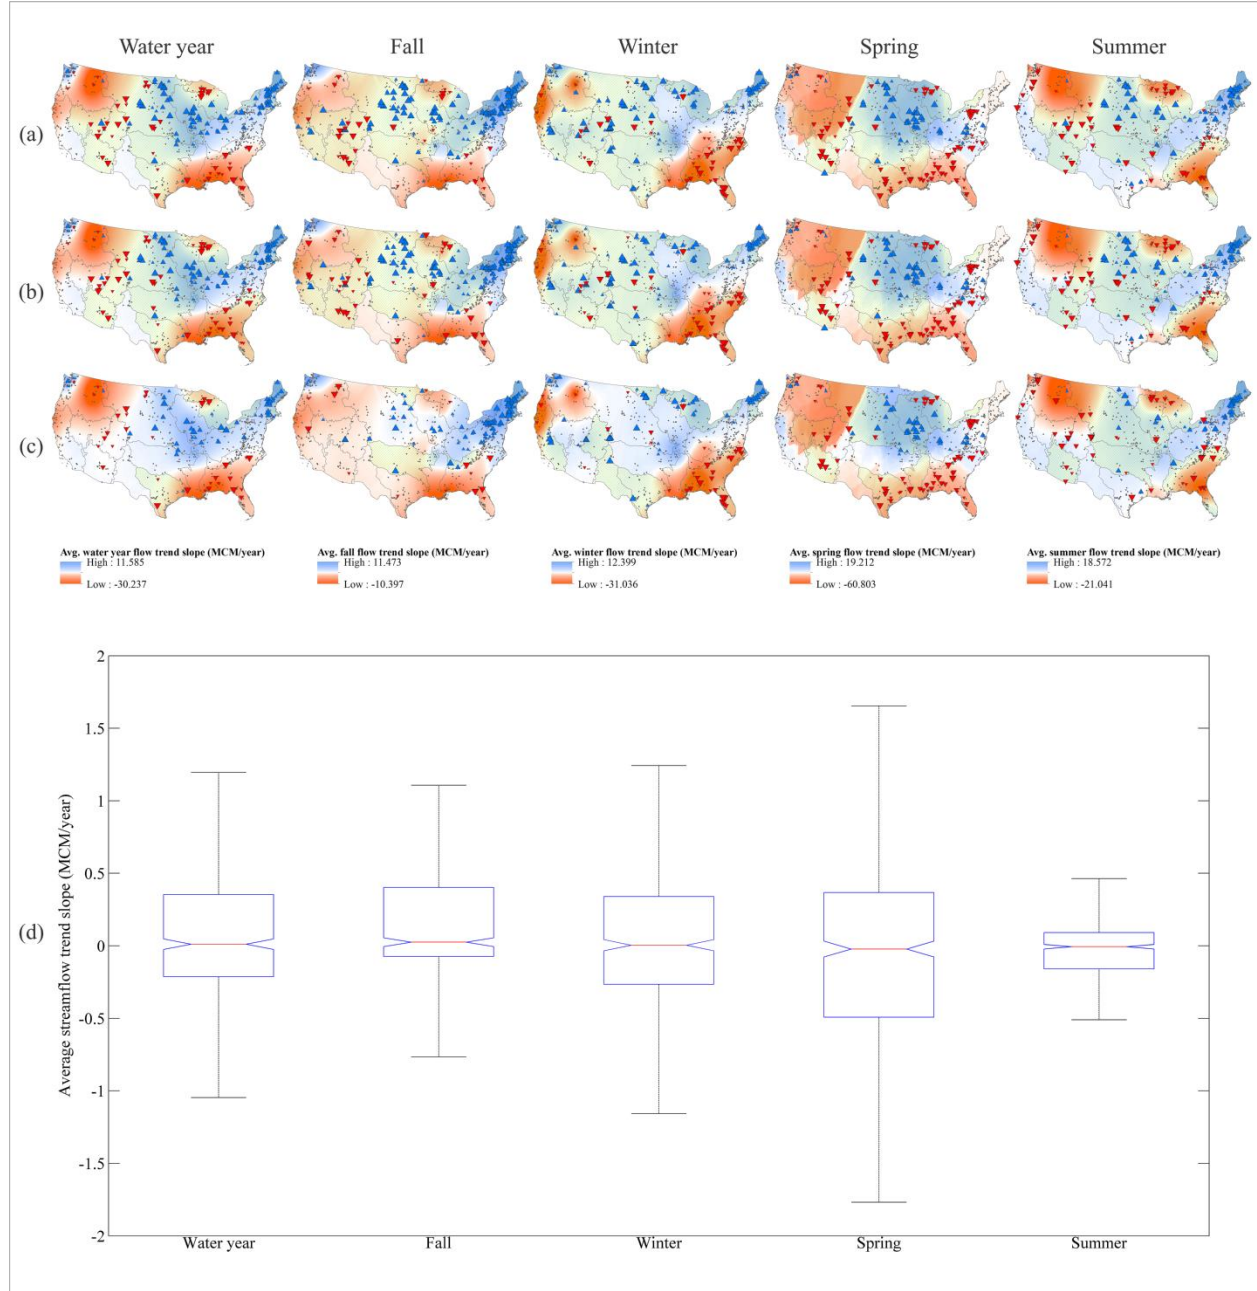 Water year Fall Winter Spring Summer
(a)
(b)
(c)
Avg. water year flow trend slope (MCM/year) Avg. fall flow trend slope (MCM/year) Avg. winter flow trend slope (MCM/year) Avg. spring flow trend slope (MCM/year) Avg. summer flow trend slope (MCM/year)
High : 11.585 High : 11.473 High : 12.399 High : 19.212 High : 18.572
Low : -30.237 Low : -10.397 Low : -31.036 Low : -60.803 Low : -21.041
2
1.5
1
0.5
(d)
0
-0.5
-1
-1.5
-2
Average streamflow trend slope (MCM/year)
Water year Fall Winter Spring Summer